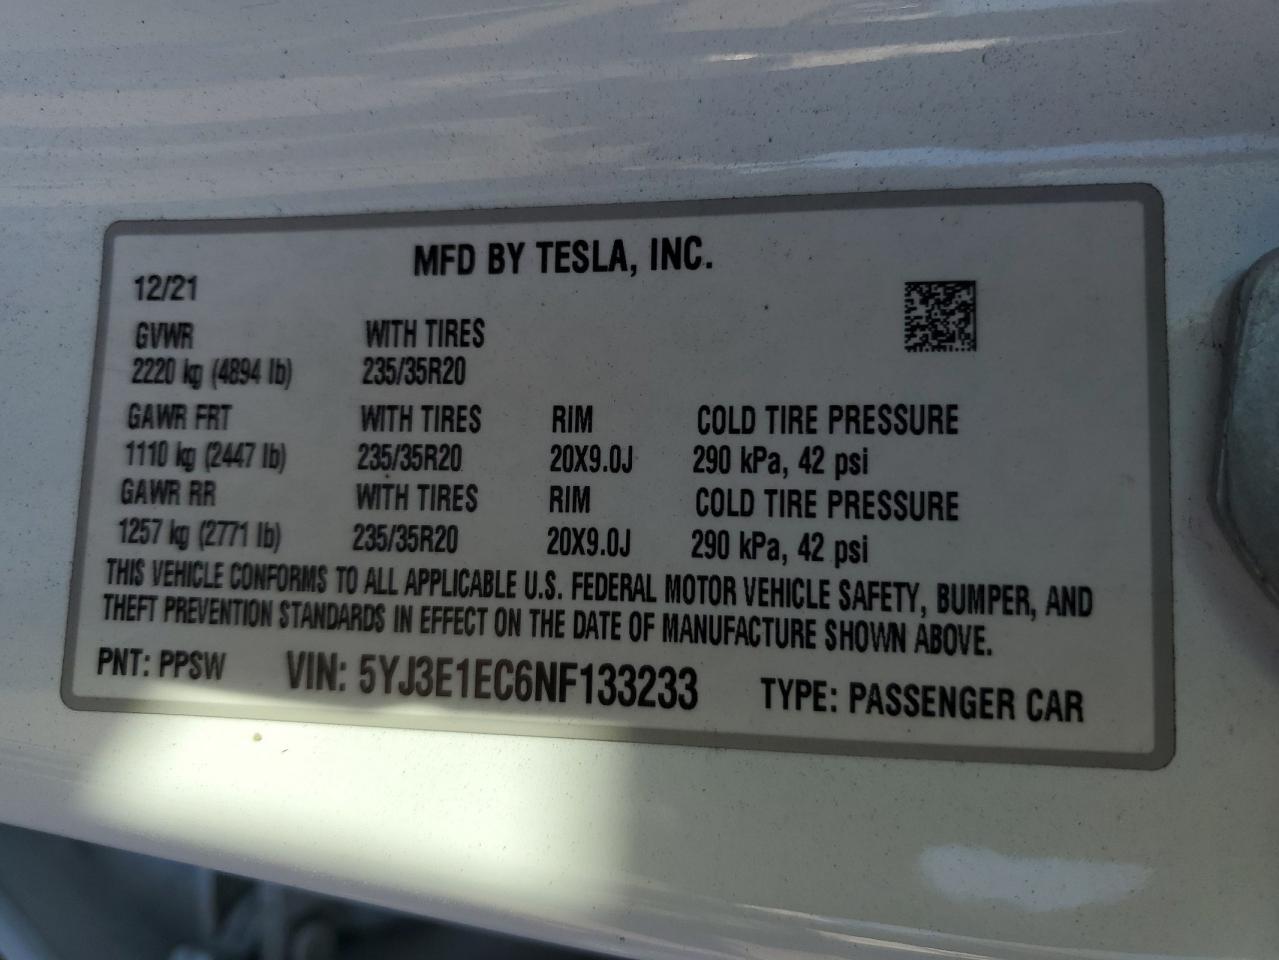 MFD BY TESLA, INC.
12/21
GVWR WITH TIRES
2220 kg (4894 lb) 235/35R20
GAWR FRT WITH TIRES RIM COLD TIRE PRESSURE
1110 kg (2447 lb) 235/35R20 20X9.0J 290 kPa, 42 psi
GAWR RR WITH TIRES RIM COLD TIRE PRESSURE
1257 kg (2771 lb) 235/35R20 20X9.0J 290 kPa, 42 psi
THIS VEHICLE CONFORMS TO ALL APPLICABLE U.S. FEDERAL MOTOR VEHICLE SAFETY, BUMPER, AND
THEFT PREVENTION STANDARDS IN EFFECT ON THE DATE OF MANUFACTURE SHOWN ABOVE.
PNT: PPSW VIN: 5YJ3E1EC6NF133233 TYPE: PASSENGER CAR